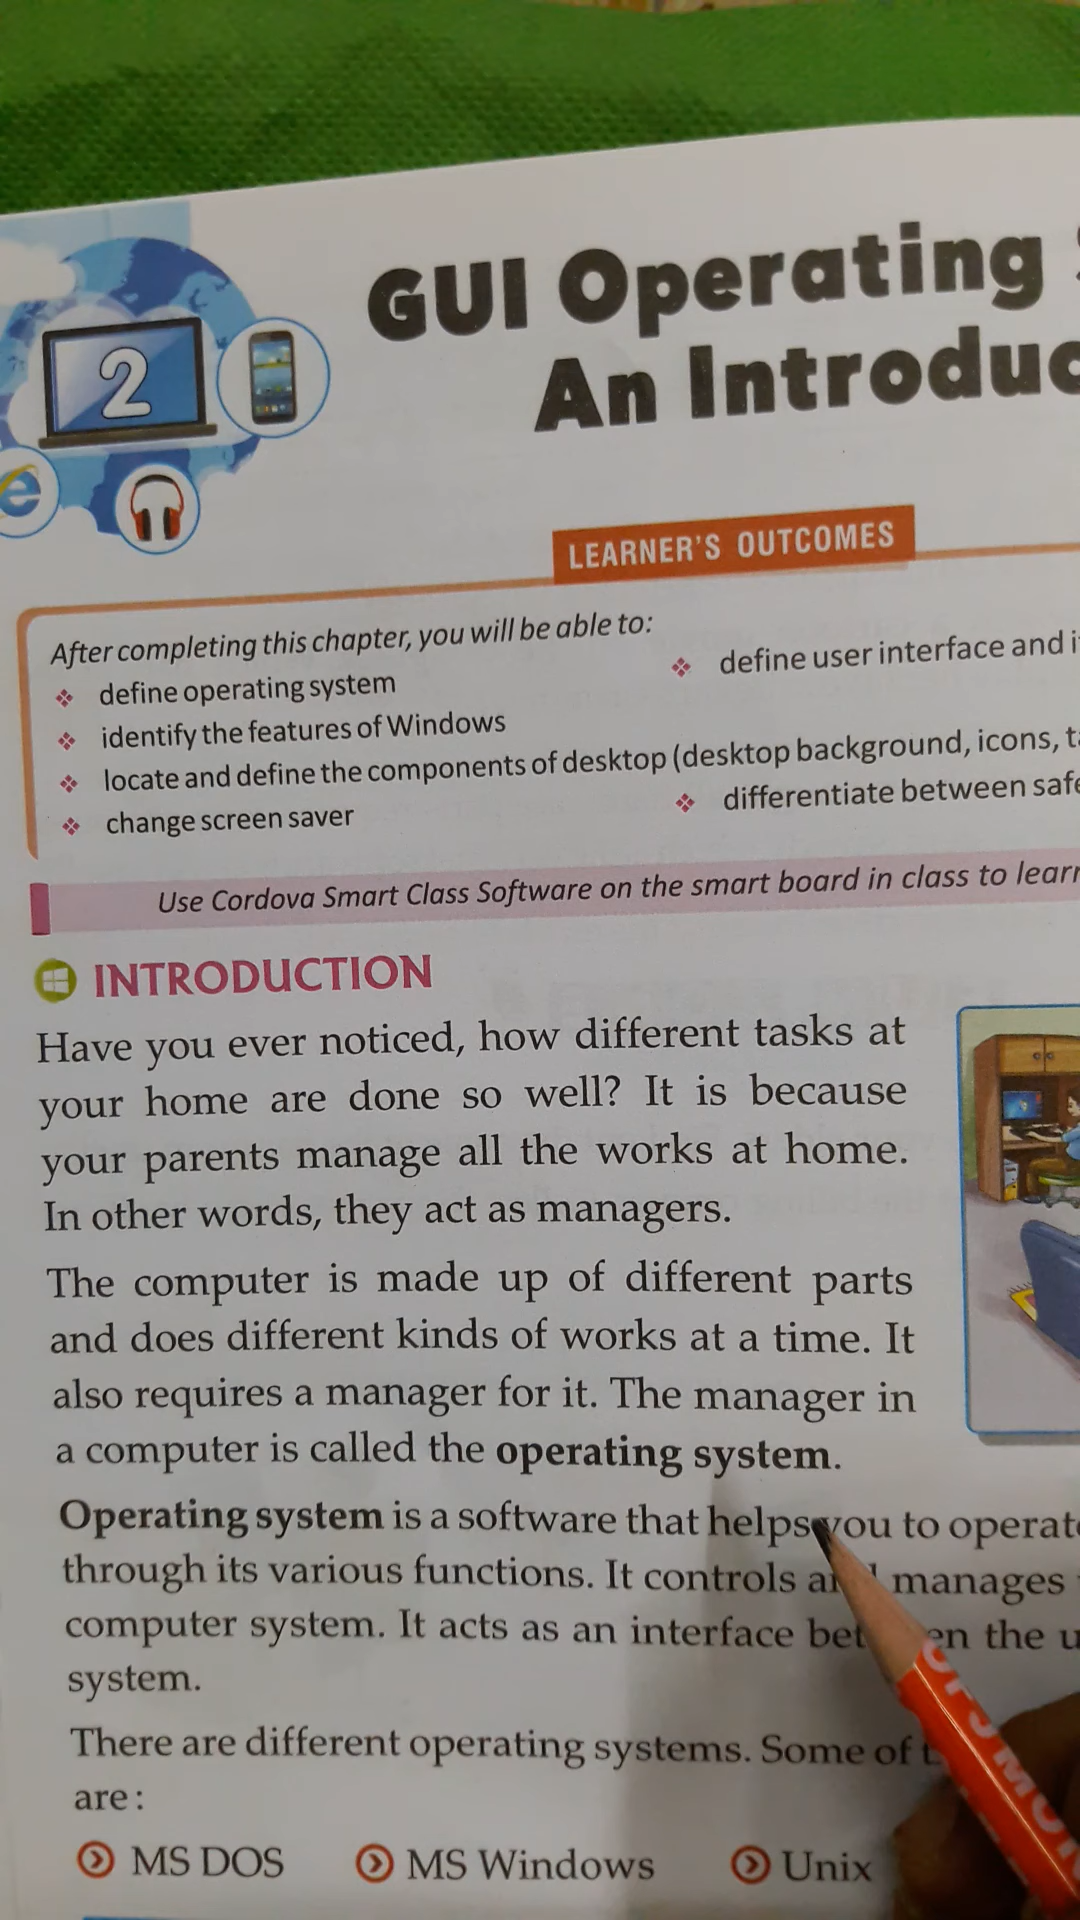 2
GUI Operating
An Introduc
LEARNER'S OUTCOMES
After completing this chapter, you will be able to:
define operating system
define user interface and i
identify the features of Windows
locate and define the components of desktop (desktop background, icons, t
change screen saver
differentiate between safe
Use Cordova Smart Class Software on the smart board in class to learn
INTRODUCTION
Have you ever noticed, how different tasks at
your home are done so well? It is because
your parents manage all the works at home.
In other words, they act as managers.
The computer is made up of different parts
and does different kinds of works at a time. It
also requires a manager for it. The manager in
a computer is called the operating system.
Operating system is a software that helps you to operat
through its various functions. It controls and manages
computer system. It acts as an interface between the u
system.
There are different operating systems. Some of
are:
MS DOS MS Windows Unix